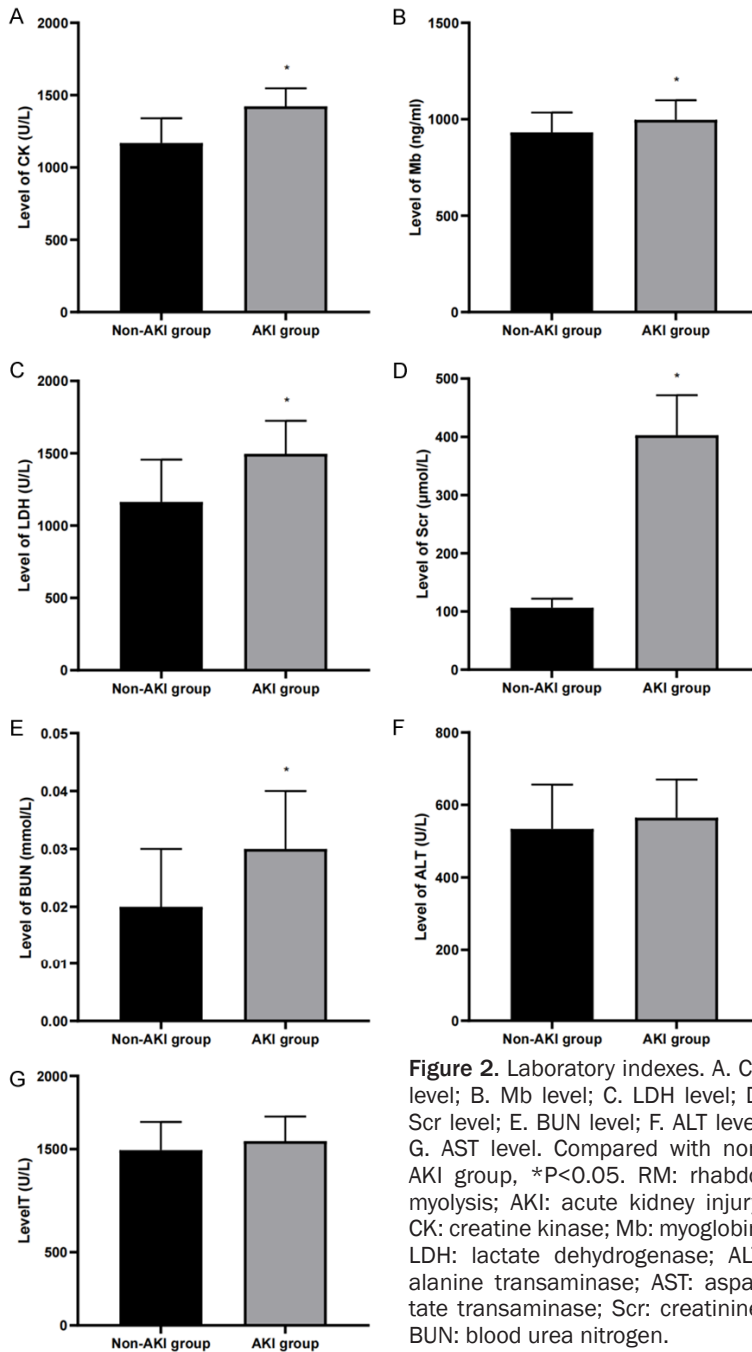 A
2000
1500
1000
500
0
Level of CK (U/L)
*
Non-AKI group
AKI group
B
1500
1000
500
0
Level of Mb (ng/ml)
*
Non-AKI group
AKI group
C
2000
1500
1000
500
0
Level of LDH (U/L)
*
Non-AKI group
AKI group
D
500
400
300
200
100
0
Level of Scr (μmol/L)
*
Non-AKI group
AKI group
E
0.05
0.04
0.03
0.02
0.01
0.00
Level of BUN (mmol/L)
*
Non-AKI group
AKI group
F
800
600
400
200
0
Level of ALT (U/L)
Non-AKI group
AKI group
G
2000
1500
500
0
LevelT (U/L)
Non-AKI group
AKI group
Figure 2. Laboratory indexes. A. C
level; B. Mb level; C. LDH level; D
Scr level; E. BUN level; F. ALT level
G. AST level. Compared with non
AKI group, *P<0.05. RM: rhabdo
myolysis; AKI: acute kidney injury
CK: creatine kinase; Mb: myoglobin
LDH: lactate dehydrogenase; ALT
alanine transaminase; AST: aspa
tate transaminase; Scr: creatinine
BUN: blood urea nitrogen.